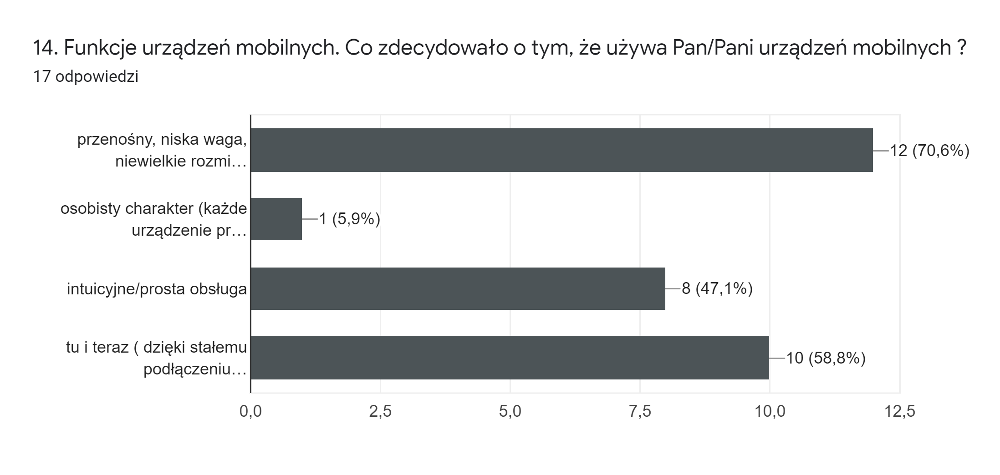 14. Funkcje urządzeń mobilnych. Co zdecydowało o tym, że używa Pan/Pani urządzeń mobilnych ?
17 odpowiedzi
przenośny, niska waga,
niewielkie rozmi…
12 (70,6%)
osobisty charakter (każde
urządzenie pr…
1 (5,9%)
intuicyjne/prosta obsługa
8 (47,1%)
tu i teraz ( dzięki stałemu
podłączeniu…
10 (58,8%)
0,0 2,5 5,0 7,5 10,0 12,5